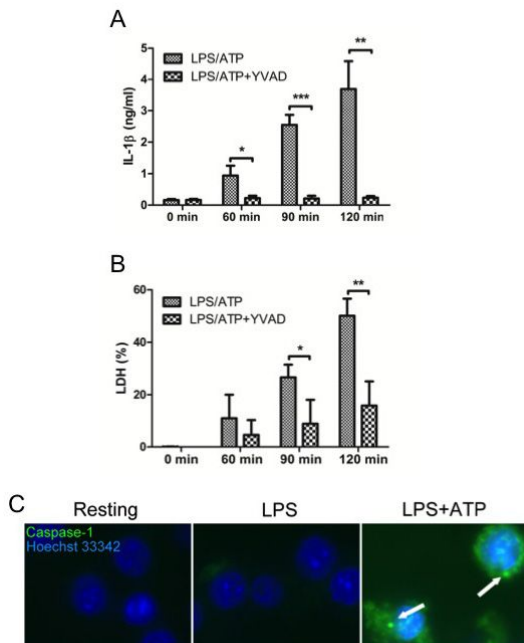 A
5
4
3
2
1
0
IL-1β (ng/ml)
LPS/ATP
LPS/ATP+YVAD
*
***
**
0 min 60 min 90 min 120 min
B
60
40
20
0
LDH (%)
LPS/ATP
LPS/ATP+YVAD
*
**
0 min 60 min 90 min 120 min
C
Resting LPS LPS+ATP
Caspase-1
Hoechst 33342